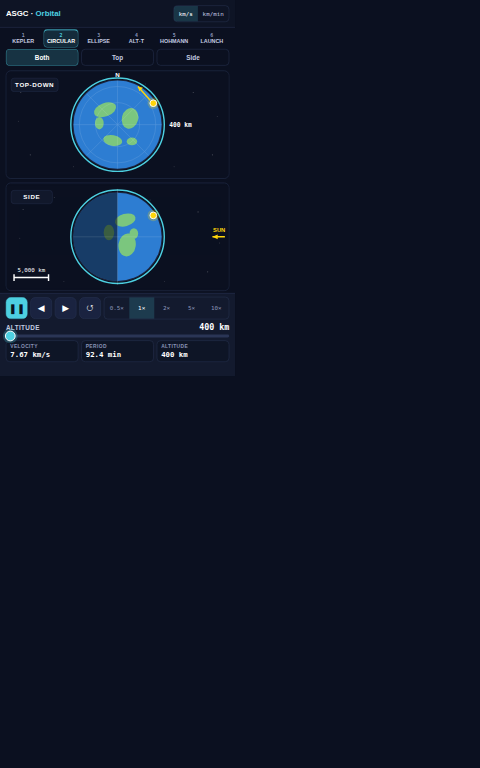 ASGC · Orbital
km/s km/min
1 2 3 4 5 6
KEPLER CIRCULAR ELLIPSE ALT-T HOHMANN LAUNCH
Both Top Side
N
TOP-DOWN
400 km
SIDE
SUN
5,000 km
0.5× 1× 2× 5× 10×
ALTITUDE 400 km
VELOCITY PERIOD ALTITUDE
7.67 km/s 92.4 min 400 km